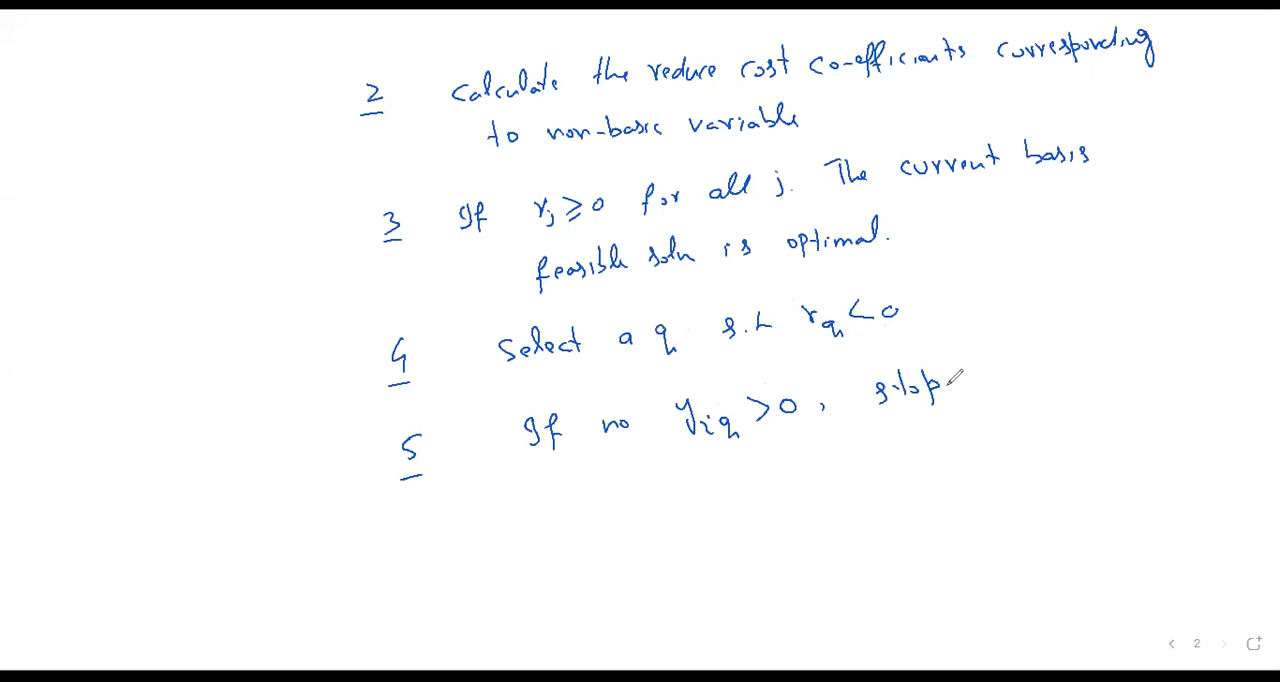 2 Calculate the reduce cost co-efficients corresponding
to non-basic variable
3 If rj ≥ 0 for all j. The current basis
feasible soln is optimal.
4 Select a q s.t rq < 0
5 If no yiq > 0, stop
2